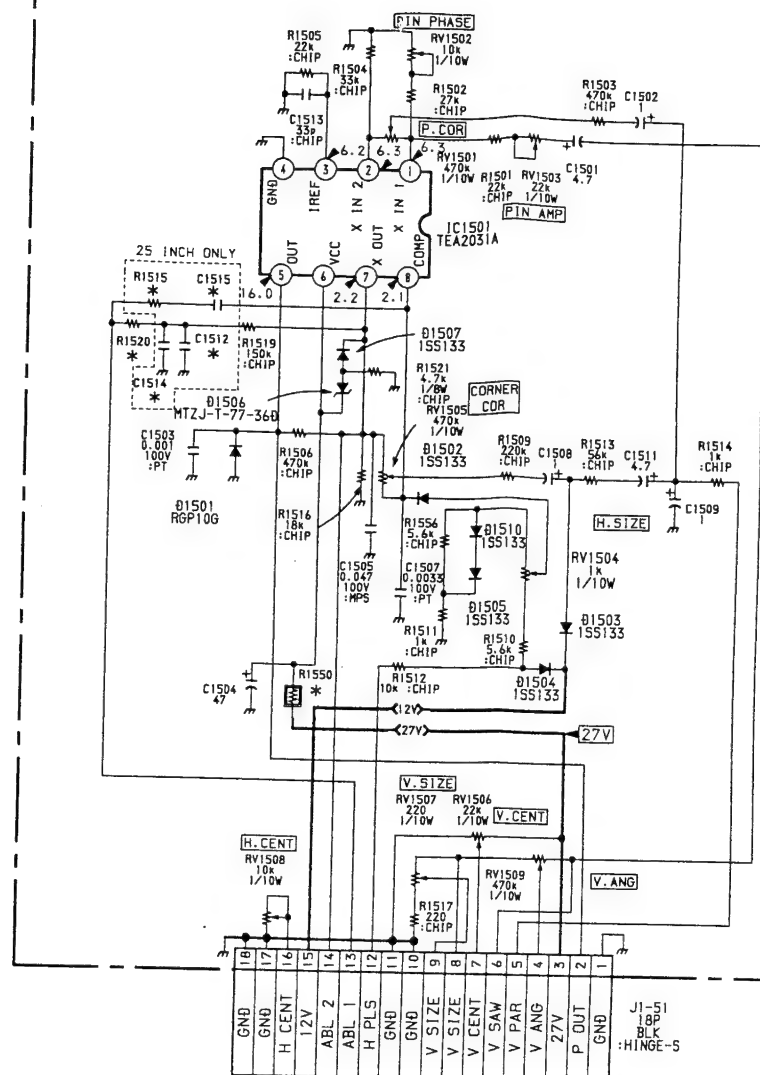 PIN PHASE
R1505
22k
:CHIP
R1504
33k
:CHIP
RV1502
10k
1/10W
R1502
27k
:CHIP
R1503
470k
:CHIP
C1502
1
+
C1513
33p
:CHIP
P.COR
6.2
6.3
6.3
RV1501
470k
1/10W
R1501
22k
:CHIP
RV1503
22k
1/10W
C1501
4.7
+
PIN AMP
4
3
2
1
GND
IREF
X IN 2
X IN 1
IC1501
TEA2031A
OUT
VCC
X OUT
COMP
5
6
7
8
25 INCH ONLY
16.0
2.2
2.1
R1515
*
C1515
*
R1520
*
C1512
*
C1514
*
R1519
150k
:CHIP
D1507
1SS133
D1506
MTZJ-T-77-36D
R1521
4.7k
1/8W
:CHIP
CORNER
COR
RV1505
470k
1/10W
C1503
0.001
100V
:PT
R1506
470k
:CHIP
D1502
1SS133
R1509
220k
:CHIP
C1508
1
+
R1513
56k
:CHIP
C1511
4.7
+
R1514
1k
:CHIP
D1501
RGP10G
R1516
18k
:CHIP
H.SIZE
+
C1509
1
C1505
0.047
100V
:MPS
C1507
0.0033
100V
:PT
R1556
5.6k
:CHIP
D1510
1SS133
RV1504
1k
1/10W
D1505
1SS133
D1503
1SS133
R1511
1k
:CHIP
R1510
5.6k
:CHIP
+
C1504
47
R1550
*
R1512
10k :CHIP
D1504
1SS133
12V
27V
27V
V.SIZE
RV1507
220
1/10W
RV1506
22k
1/10W
V.CENT
H.CENT
RV1508
10k
1/10W
RV1509
470k
1/10W
V.ANG
R1517
220
:CHIP
18
17
16
15
14
13
12
11
10
9
8
7
6
5
4
3
2
1
GND
GND
H CENT
12V
ABL 2
ABL 1
H PLS
GND
GND
V SIZE
V SIZE
V CENT
V SAW
V PAR
V ANG
27V
P OUT
GND
J1-51
18P
BLK
:HINGE-S